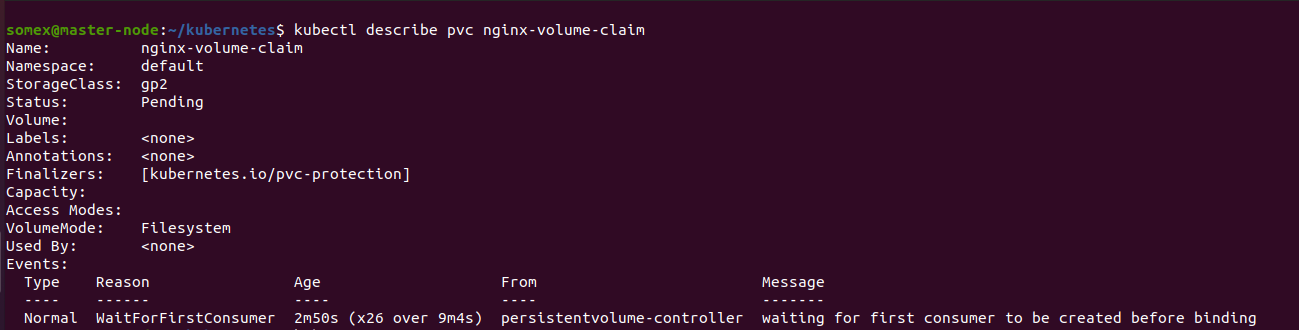 somex@master-node:~/kubernetes$ kubectl describe pvc nginx-volume-claim
Name:          nginx-volume-claim
Namespace:     default
StorageClass:  gp2
Status:        Pending
Volume:
Labels:        <none>
Annotations:   <none>
Finalizers:    [kubernetes.io/pvc-protection]
Capacity:
Access Modes:
VolumeMode:    Filesystem
Used By:       <none>
Events:
  Type    Reason                Age                    From                         Message
  ----    ------                ----                   ----                         -------
  Normal  WaitForFirstConsumer  2m50s (x26 over 9m4s)  persistentvolume-controller  waiting for first consumer to be created before binding